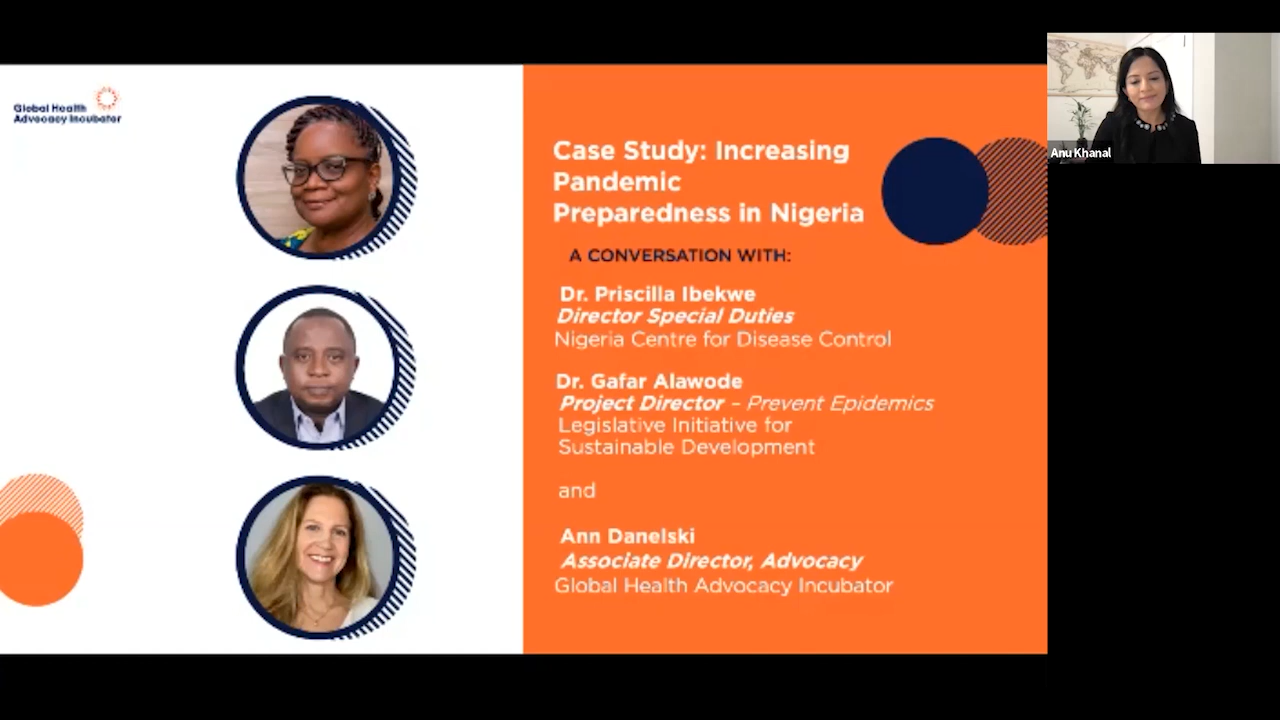 Global Health
Advocacy Incubator
Case Study: Increasing
Pandemic
Preparedness in Nigeria
A CONVERSATION WITH:
Dr. Priscilla Ibekwe
Director Special Duties
Nigeria Centre for Disease Control
Dr. Gafar Alawode
Project Director – Prevent Epidemics
Legislative Initiative for
Sustainable Development
and
Ann Danelski
Associate Director, Advocacy
Global Health Advocacy Incubator
Anu Khanal